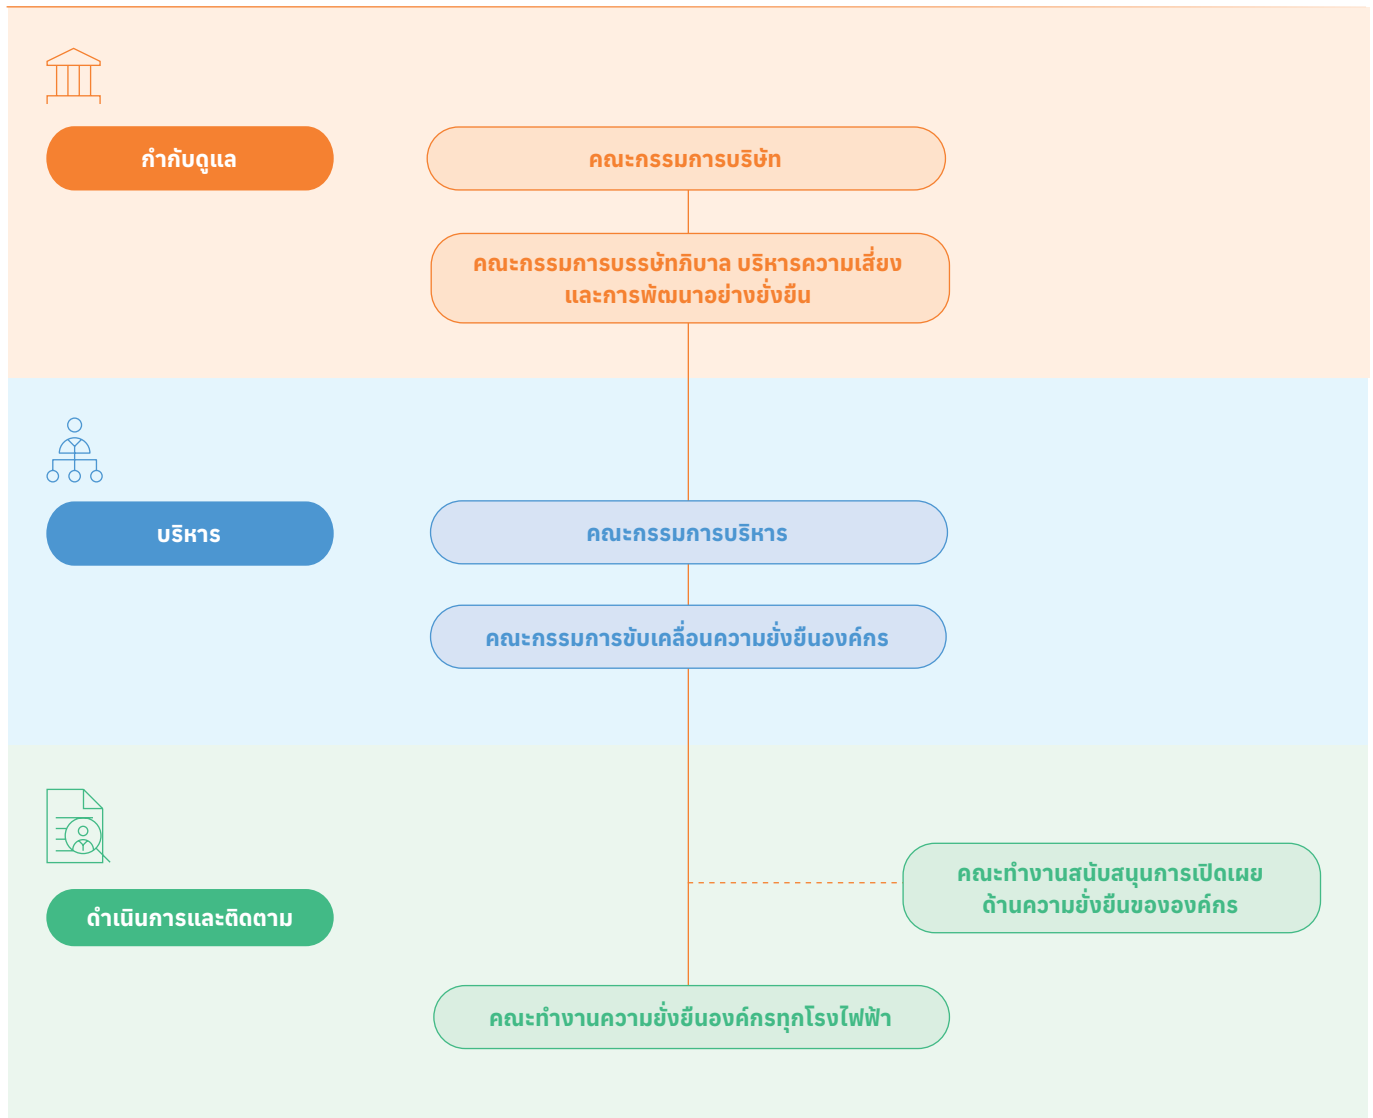 กำกับดูแล
คณะกรรมการบริษัท
คณะกรรมการบรรษัทภิบาล บริหารความเสี่ยง
และการพัฒนาอย่างยั่งยืน
บริหาร
คณะกรรมการบริหาร
คณะกรรมการขับเคลื่อนความยั่งยืนองค์กร
คณะทำงานสนับสนุนการเปิดเผย
ด้านความยั่งยืนขององค์กร
ดำเนินการและติดตาม
คณะทำงานความยั่งยืนองค์กรทุกโรงไฟฟ้า